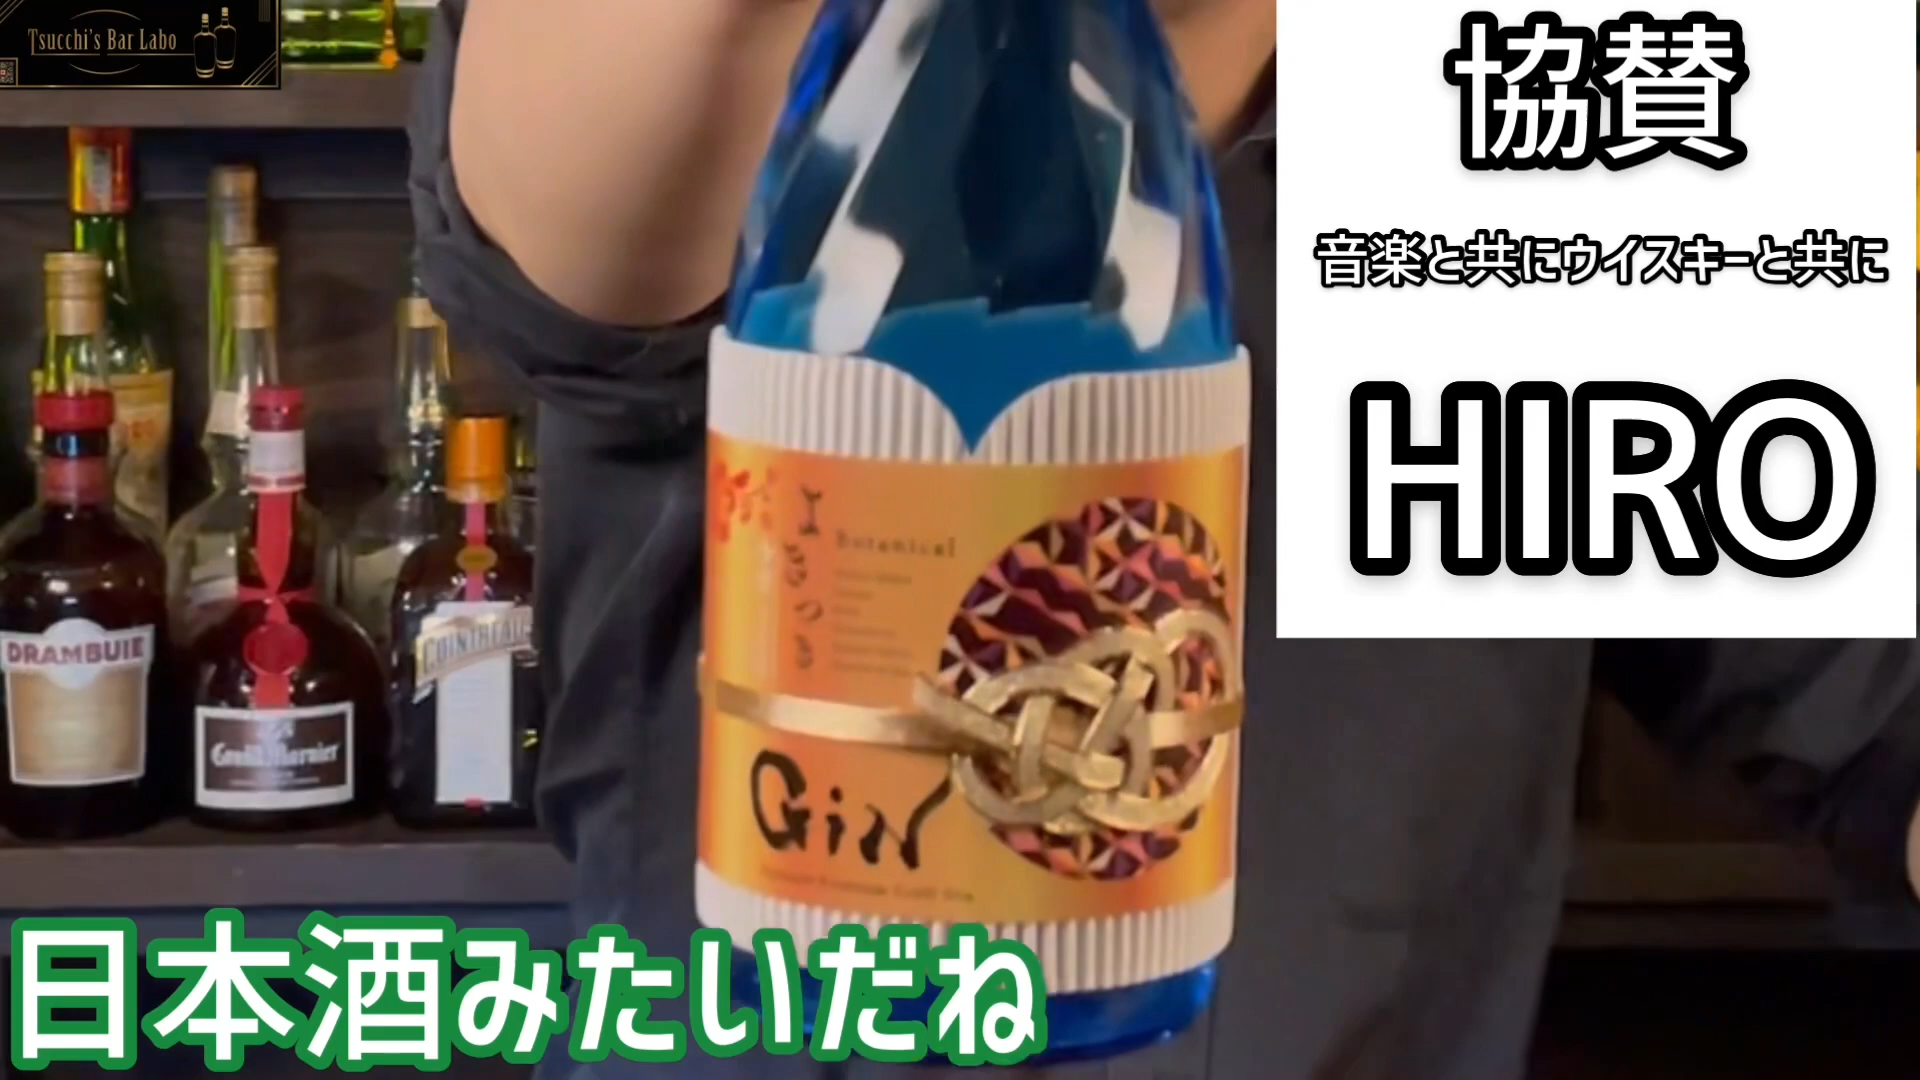 Tsucchi's Bar Labo
協賛
音楽と共にウイスキーと共に
HIRO
Botanical
DRAMBUIE
COINTREAU
Grand Marnier
GiN
日本酒みたいだね